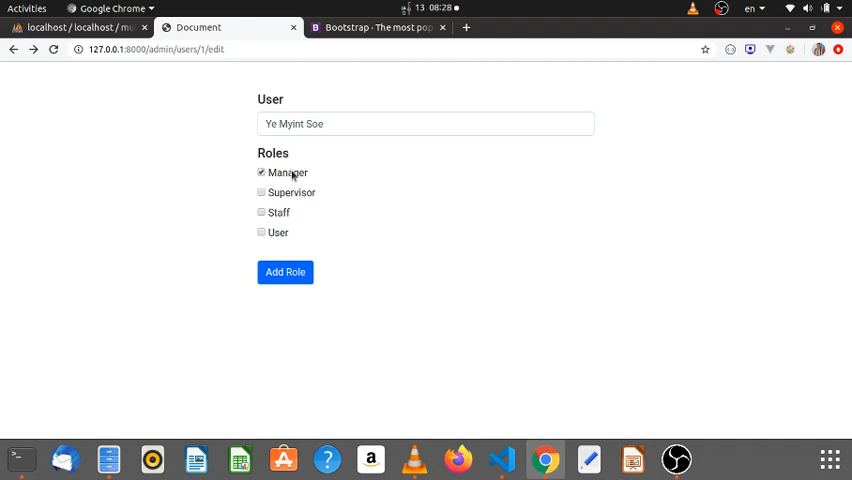 Activities Google Chrome 13 08:28 en
localhost / localhost / mu Document Bootstrap · The most pop
127.0.0.1:8000/admin/users/1/edit
User
Ye Myint Soe
Roles
Manager
Supervisor
Staff
User
Add Role